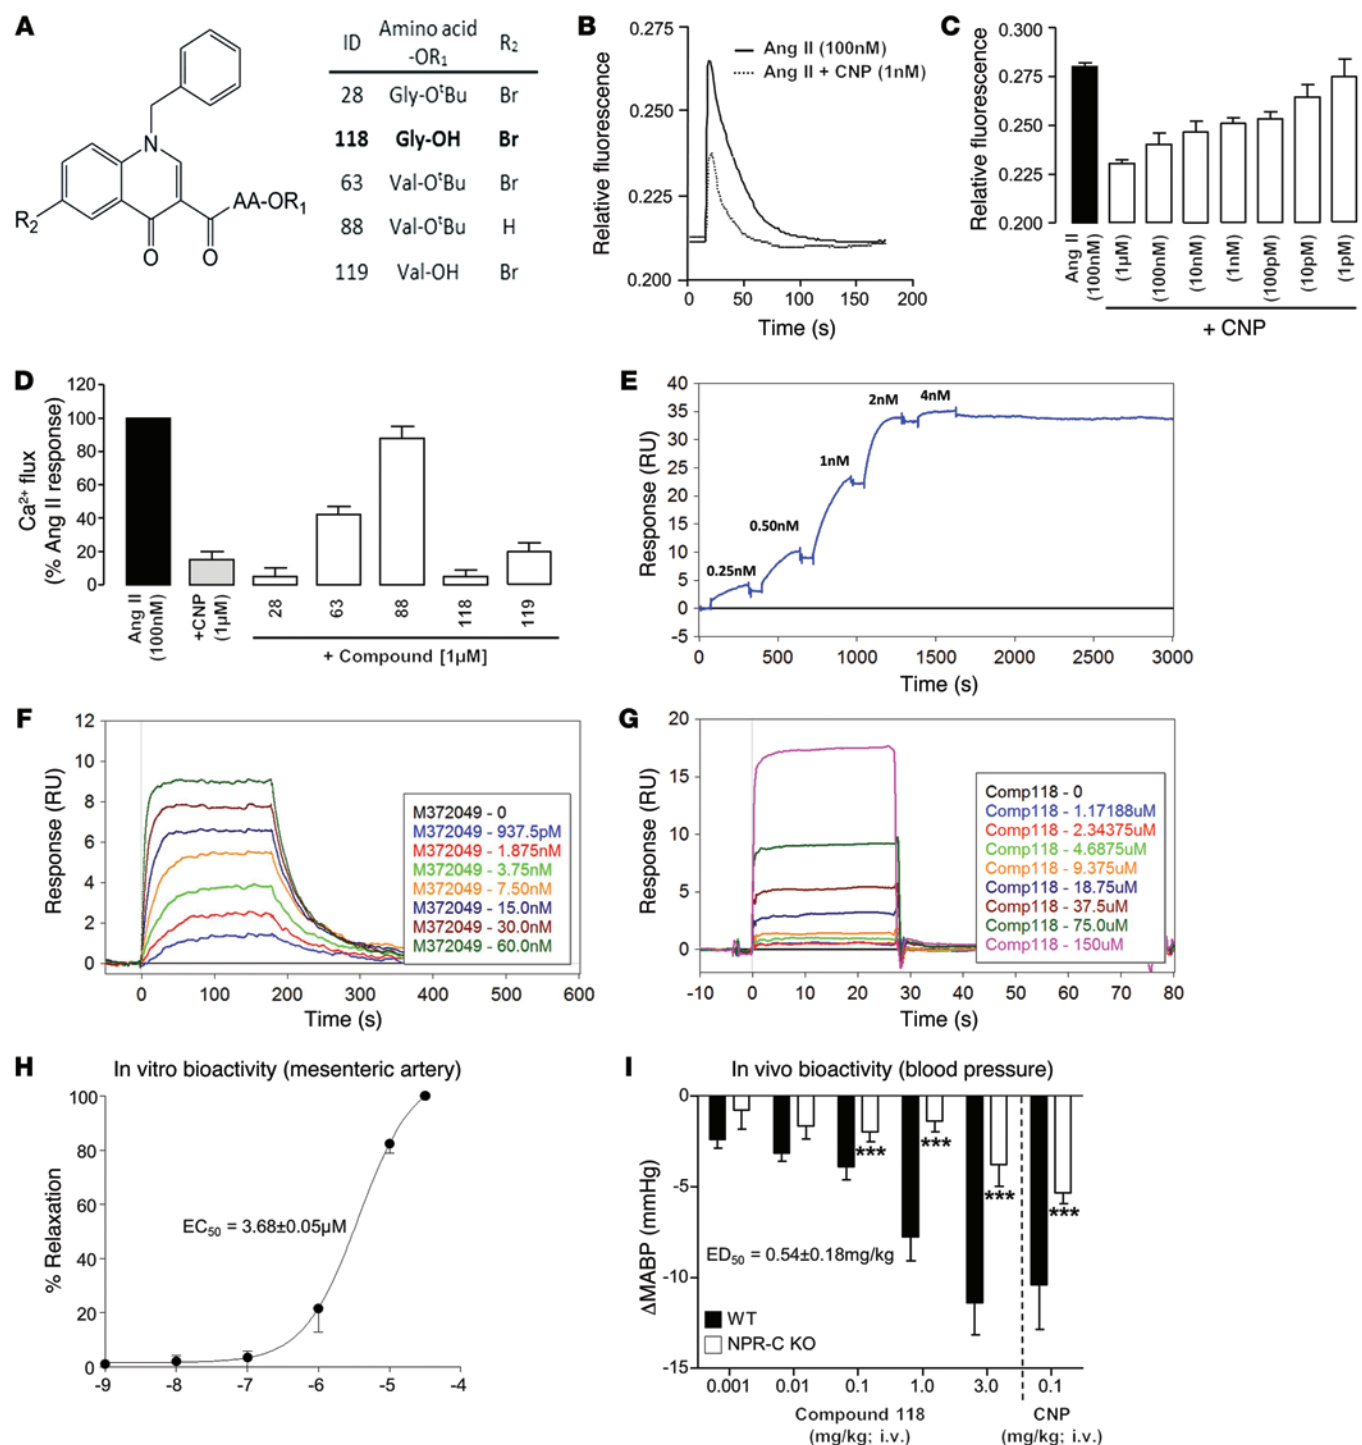 A
ID Amino acid -OR₁ R₂
28 Gly-OᵗBu Br
118 Gly-OH Br
63 Val-OᵗBu Br
88 Val-OᵗBu H
119 Val-OH Br
N
R₂
O
O
AA-OR₁
B
Relative fluorescence
0.275
0.250
0.225
0.200
Ang II (100nM)
Ang II + CNP (1nM)
0 50 100 150 200
Time (s)
C
Relative fluorescence
0.300
0.275
0.250
0.225
0.200
Ang II (100nM)
(1µM)
(100nM)
(10nM)
(1nM)
(100pM)
(10pM)
(1pM)
+ CNP
D
Ca²⁺ flux
(% Ang II response)
120
100
80
60
40
20
0
Ang II (100nM)
+CNP (1µM)
28
63
88
118
119
+ Compound [1µM]
E
Response (RU)
40
35
30
25
20
15
10
5
0
-5
0.25nM
0.50nM
1nM
2nM
4nM
0 500 1000 1500 2000 2500 3000
Time (s)
F
Response (RU)
12
10
8
6
4
2
0
M372049 - 0
M372049 - 937.5pM
M372049 - 1.875nM
M372049 - 3.75nM
M372049 - 7.50nM
M372049 - 15.0nM
M372049 - 30.0nM
M372049 - 60.0nM
0 100 200 300 400 500 600
Time (s)
G
Response (RU)
20
15
10
5
0
Comp118 - 0
Comp118 - 1.17188uM
Comp118 - 2.34375uM
Comp118 - 4.6875uM
Comp118 - 9.375uM
Comp118 - 18.75uM
Comp118 - 37.5uM
Comp118 - 75.0uM
Comp118 - 150uM
-10 0 10 20 30 40 50 60 70 80
Time (s)
H
In vitro bioactivity (mesenteric artery)
% Relaxation
100
80
60
40
20
0
EC₅₀ = 3.68±0.05µM
-9 -8 -7 -6 -5 -4
I
In vivo bioactivity (blood pressure)
ΔMABP (mmHg)
0
-5
-10
-15
***
***
***
***
ED₅₀ = 0.54±0.18mg/kg
WT
NPR-C KO
0.001 0.01 0.1 1.0 3.0 0.1
Compound 118
(mg/kg; i.v.)
CNP
(mg/kg; i.v.)